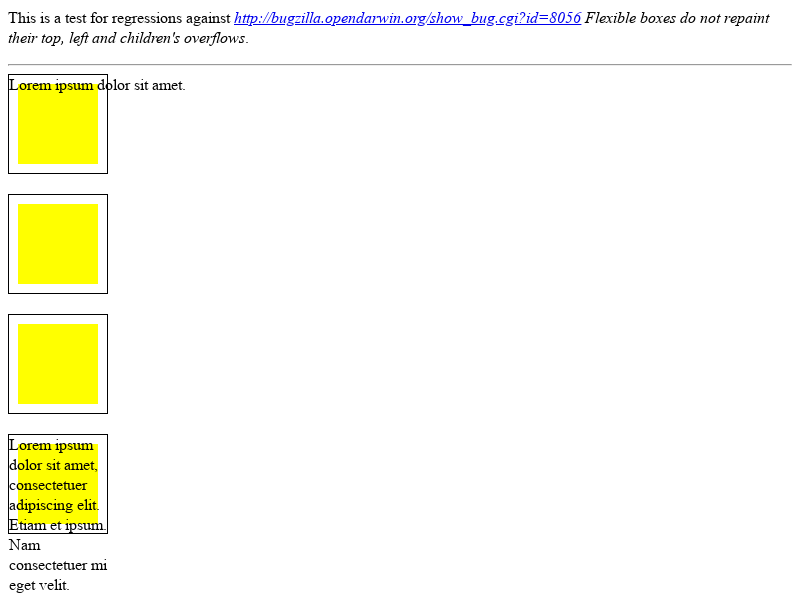 This is a test for regressions against http://bugzilla.opendarwin.org/show_bug.cgi?id=8056 Flexible boxes do not repaint
their top, left and children's overflows.
Lorem ipsum dolor sit amet.
Lorem ipsum
dolor sit amet,
consectetuer
adipiscing elit.
Etiam et ipsum.
Nam
consectetuer mi
eget velit.